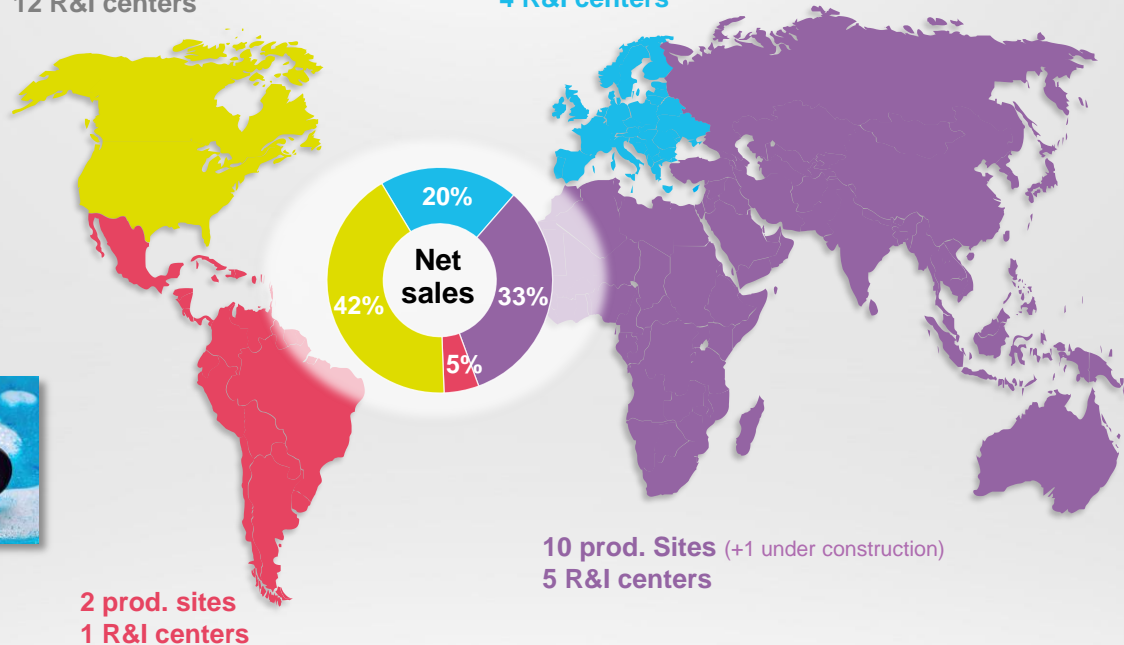 12 R&I centers
4 R&I centers
20%
Net
sales
42%
33%
5%
10 prod. Sites (+1 under construction)
5 R&I centers
2 prod. sites
1 R&I centers